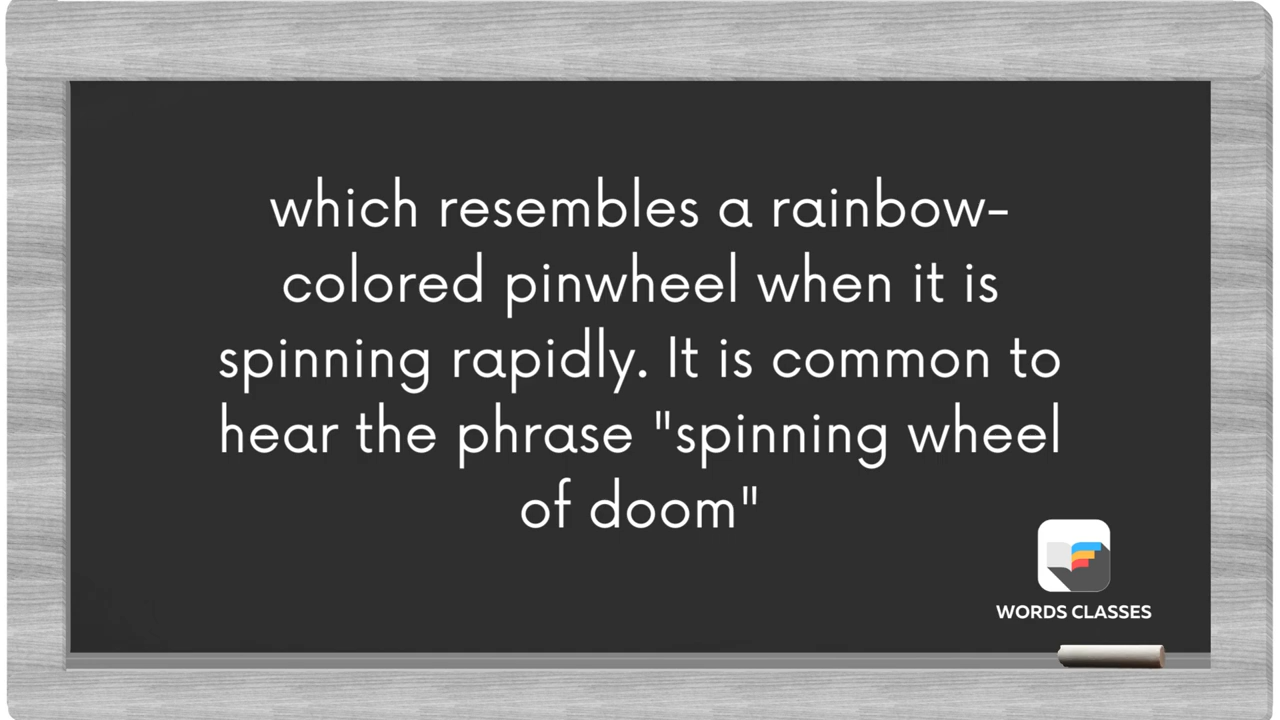 which resembles a rainbow-
colored pinwheel when it is
spinning rapidly. It is common to
hear the phrase "spinning wheel
of doom"
WORDS CLASSES